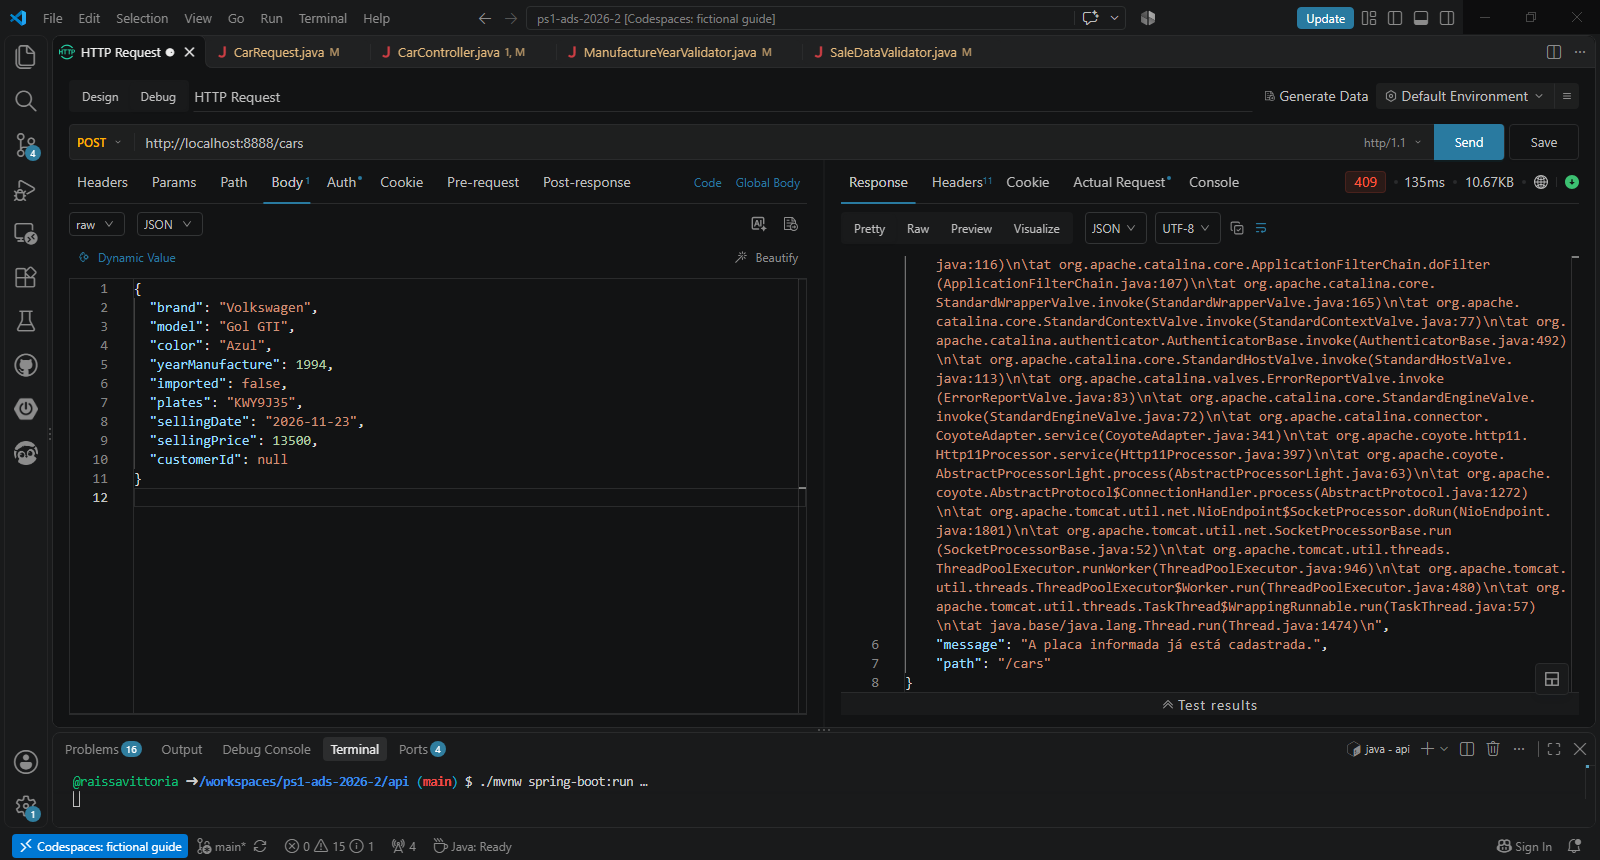 File Edit Selection View Go Run Terminal Help
ps1-ads-2026-2 [Codespaces: fictional guide]
Update
HTTP Request
CarRequest.java M
CarController.java 1, M
ManufactureYearValidator.java M
SaleDataValidator.java M
Design Debug HTTP Request
Generate Data Default Environment
POST http://localhost:8888/cars http/1.1 Send Save
Headers Params Path Body 1 Auth Cookie Pre-request Post-response Code Global Body
raw JSON
Dynamic Value Beautify
1 {
2 "brand": "Volkswagen",
3 "model": "Gol GTI",
4 "color": "Azul",
5 "yearManufacture": 1994,
6 "imported": false,
7 "plates": "KWY9J35",
8 "sellingDate": "2026-11-23",
9 "sellingPrice": 13500,
10 "customerId": null
11 }
12
Response Headers 11 Cookie Actual Request Console 409 135ms 10.67KB
Pretty Raw Preview Visualize JSON UTF-8
java:116)\n\tat org.apache.catalina.core.ApplicationFilterChain.doFilter
(ApplicationFilterChain.java:107)\n\tat org.apache.catalina.core.
StandardWrapperValve.invoke(StandardWrapperValve.java:165)\n\tat org.apache.
catalina.core.StandardContextValve.invoke(StandardContextValve.java:77)\n\tat org.
apache.catalina.authenticator.AuthenticatorBase.invoke(AuthenticatorBase.java:492)
\n\tat org.apache.catalina.core.StandardHostValve.invoke(StandardHostValve.
java:113)\n\tat org.apache.catalina.valves.ErrorReportValve.invoke
(ErrorReportValve.java:83)\n\tat org.apache.catalina.core.StandardEngineValve.
invoke(StandardEngineValve.java:72)\n\tat org.apache.catalina.connector.
CoyoteAdapter.service(CoyoteAdapter.java:341)\n\tat org.apache.coyote.http11.
Http11Processor.service(Http11Processor.java:397)\n\tat org.apache.coyote.
AbstractProcessorLight.process(AbstractProcessorLight.java:63)\n\tat org.apache.
coyote.AbstractProtocol$ConnectionHandler.process(AbstractProtocol.java:1272)
\n\tat org.apache.tomcat.util.net.NioEndpoint$SocketProcessor.doRun(NioEndpoint.
java:1801)\n\tat org.apache.tomcat.util.net.SocketProcessorBase.run
(SocketProcessorBase.java:52)\n\tat org.apache.tomcat.util.threads.
ThreadPoolExecutor.runWorker(ThreadPoolExecutor.java:946)\n\tat org.apache.tomcat.
util.threads.ThreadPoolExecutor$Worker.run(ThreadPoolExecutor.java:480)\n\tat org.
apache.tomcat.util.threads.TaskThread$WrappingRunnable.run(TaskThread.java:57)
\n\tat java.base/java.lang.Thread.run(Thread.java:1474)\n",
6 "message": "A placa informada já está cadastrada.",
7 "path": "/cars"
8 }
Test results
Problems 16 Output Debug Console Terminal Ports 4
java - api
@raissavittoria ➜/workspaces/ps1-ads-2026-2/api (main) $ ./mvnw spring-boot:run …
4
1
Codespaces: fictional guide main* 0 15 1 4 Java: Ready Sign In